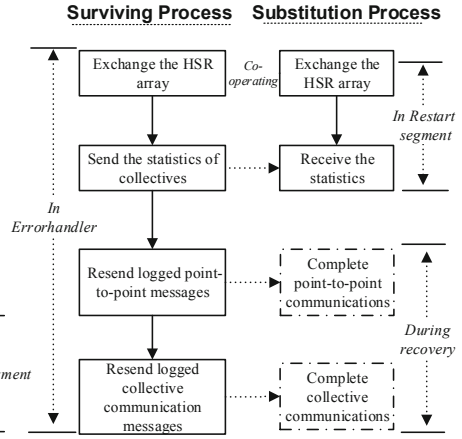 Surviving Process
Substitution Process
Exchange the HSR
array
Co-
operating
Exchange the
HSR array
In Restart
segment
Send the statistics of
collectives
Receive the
statistics
In
Errorhandler
Resend logged point-
to-point messages
Complete
point-to-point
communications
During
recovery
Resend logged
collective
communication
messages
Complete
collective
communications